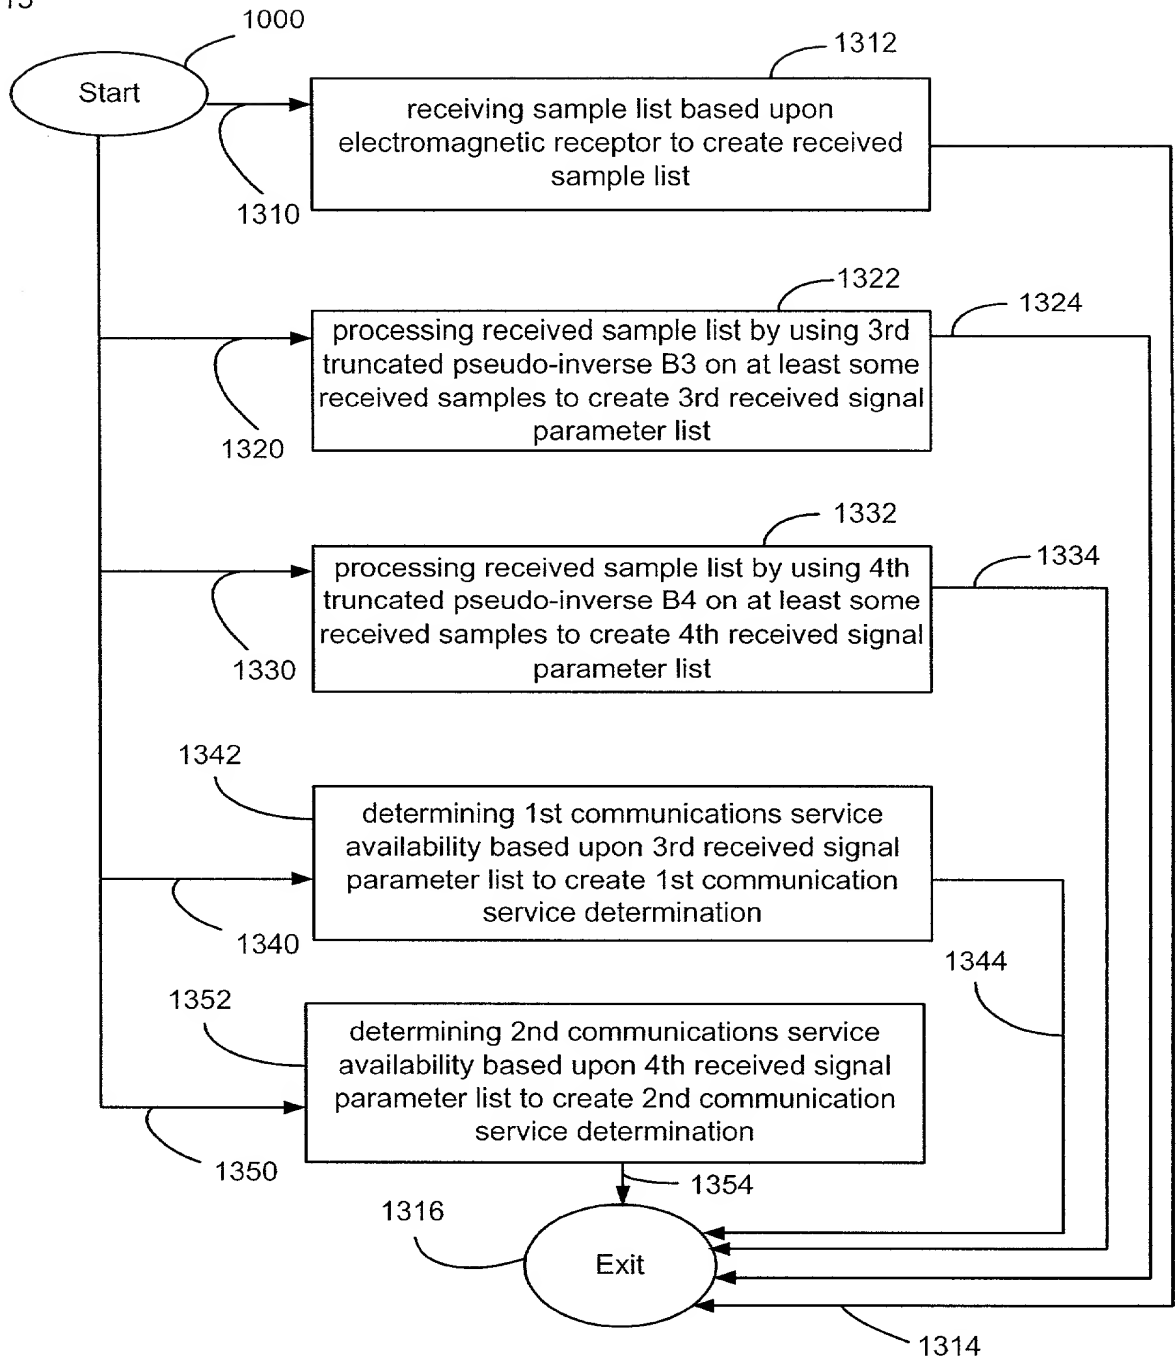 1000
Start
1312
receiving sample list based upon
electromagnetic receptor to create received
sample list
1310
1322
1324
processing received sample list by using 3rd
truncated pseudo-inverse B3 on at least some
received samples to create 3rd received signal
parameter list
1320
1332
1334
processing received sample list by using 4th
truncated pseudo-inverse B4 on at least some
received samples to create 4th received signal
parameter list
1330
1342
determining 1st communications service
availability based upon 3rd received signal
parameter list to create 1st communication
service determination
1340
1344
1352
determining 2nd communications service
availability based upon 4th received signal
parameter list to create 2nd communication
service determination
1350
1354
1316
Exit
1314